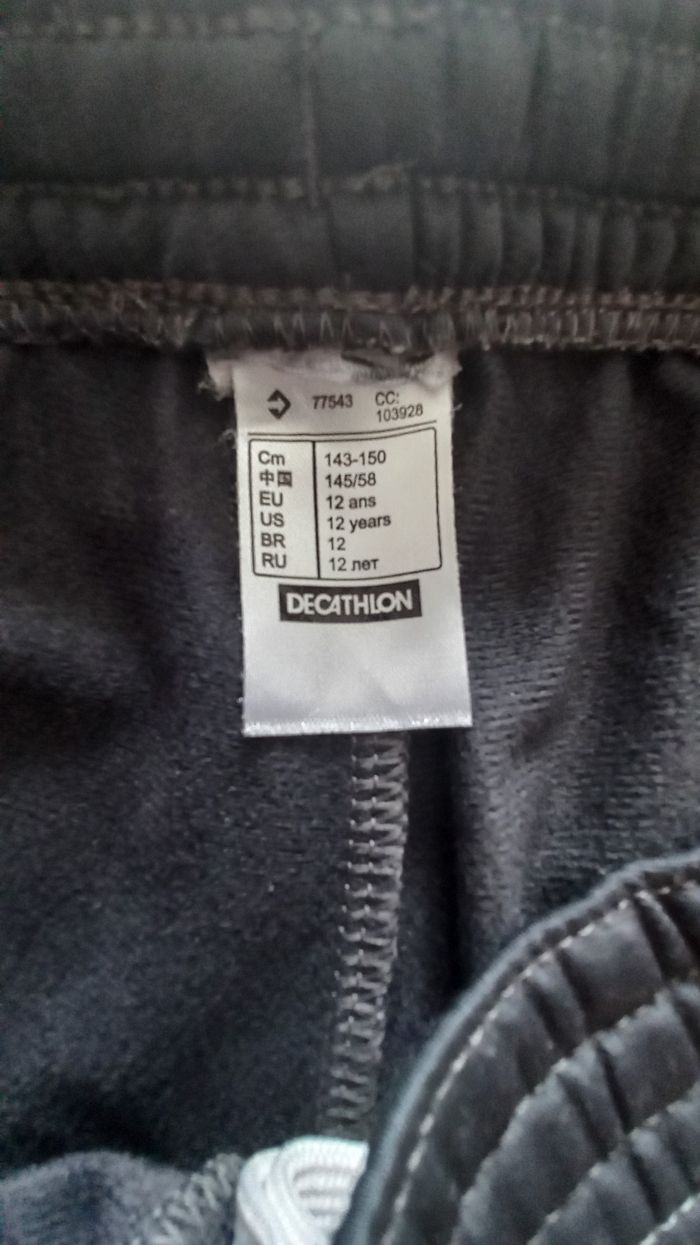 77543 CC:
103928
Cm 143-150
中国 145/58
EU 12 ans
US 12 years
BR 12
RU 12 лет
DECATHLON